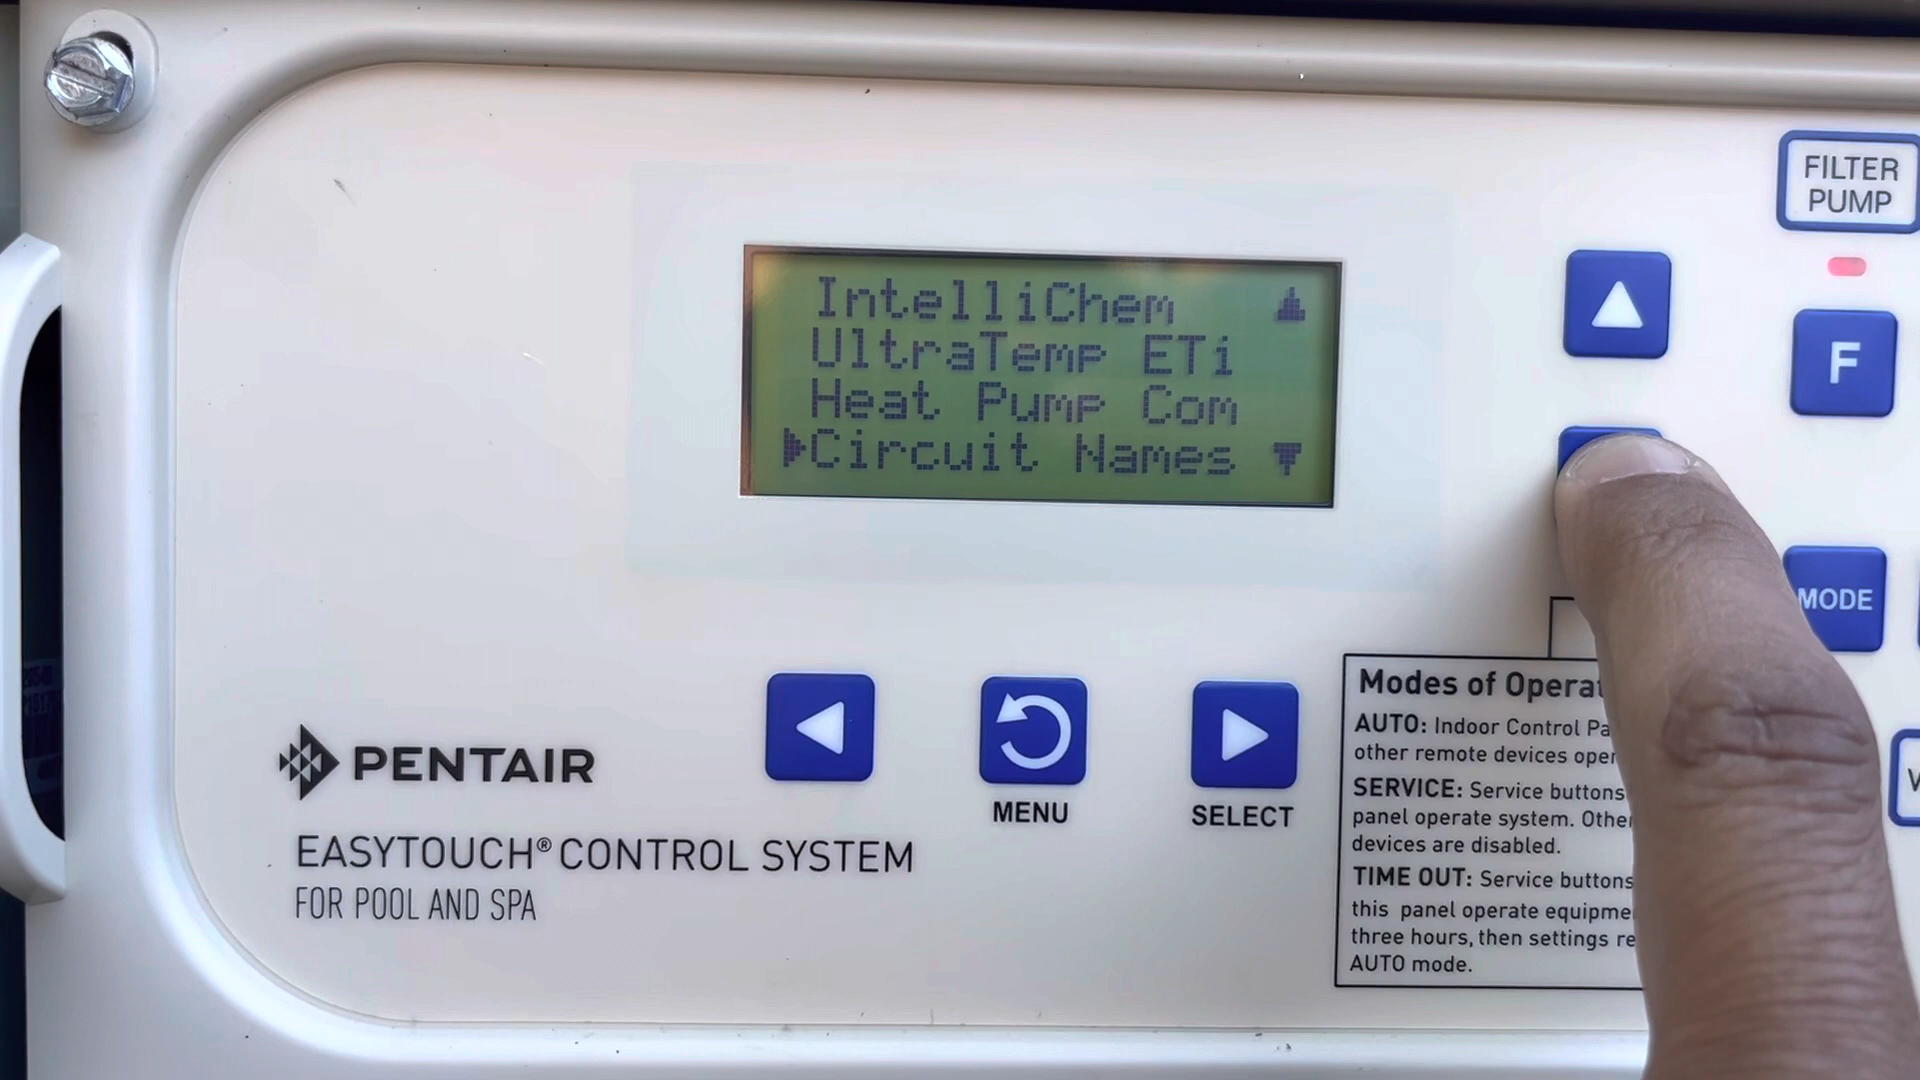 IntelliChem
UltraTemp ETi
Heat Pump Com
Circuit Names
FILTER
PUMP
F
MODE
MENU
SELECT
PENTAIR
EASYTOUCH® CONTROL SYSTEM
FOR POOL AND SPA
Modes of Operat
AUTO: Indoor Control Pa
other remote devices oper
SERVICE: Service buttons
panel operate system. Other
devices are disabled.
TIME OUT: Service buttons
this panel operate equipme
three hours, then settings re
AUTO mode.